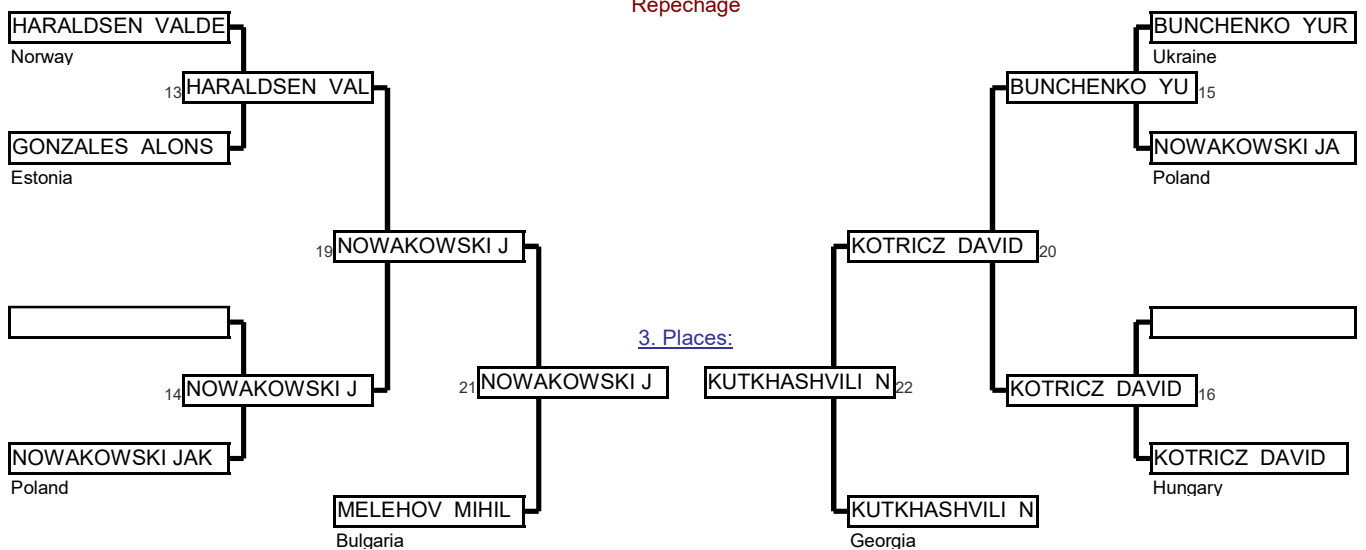 Repechage
HARALDSEN VALDE
Norway
13 HARALDSEN VAL
GONZALES ALONS
Estonia
19 NOWAKOWSKI J
14 NOWAKOWSKI J
NOWAKOWSKI JAK
Poland
21 NOWAKOWSKI J
MELEHOV MIHIL
Bulgaria
3. Places:
BUNCHENKO YUR
Ukraine
BUNCHENKO YU 15
NOWAKOWSKI JA
Poland
KOTRICZ DAVID 20
KUTKHASHVILI N 22
KOTRICZ DAVID 16
KOTRICZ DAVID
Hungary
KUTKHASHVILI N
Georgia